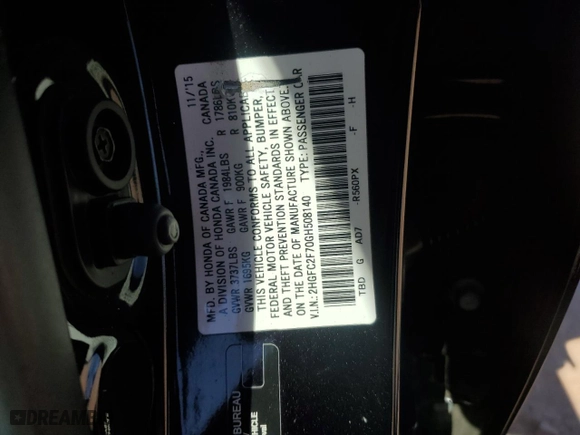 11/'15
MFD. BY HONDA OF CANADA MFG.,
A DIVISION OF HONDA CANADA INC. CANADA
GVWR 3737LBS GAWR F 1984LBS R 1786LBS
GVWR 1695KG GAWR F 900KG R 810KG
THIS VEHICLE CONFORMS TO ALL APPLICABLE
FEDERAL MOTOR VEHICLE SAFETY, BUMPER,
AND THEFT PREVENTION STANDARDS IN EFFECT
ON THE DATE OF MANUFACTURE SHOWN ABOVE.
V.I.N.: 2HGFC2F70GH508140 TYPE: PASSENGER CAR
TBD G AD7 -R560PX -F -H
BUREAU
HICLE